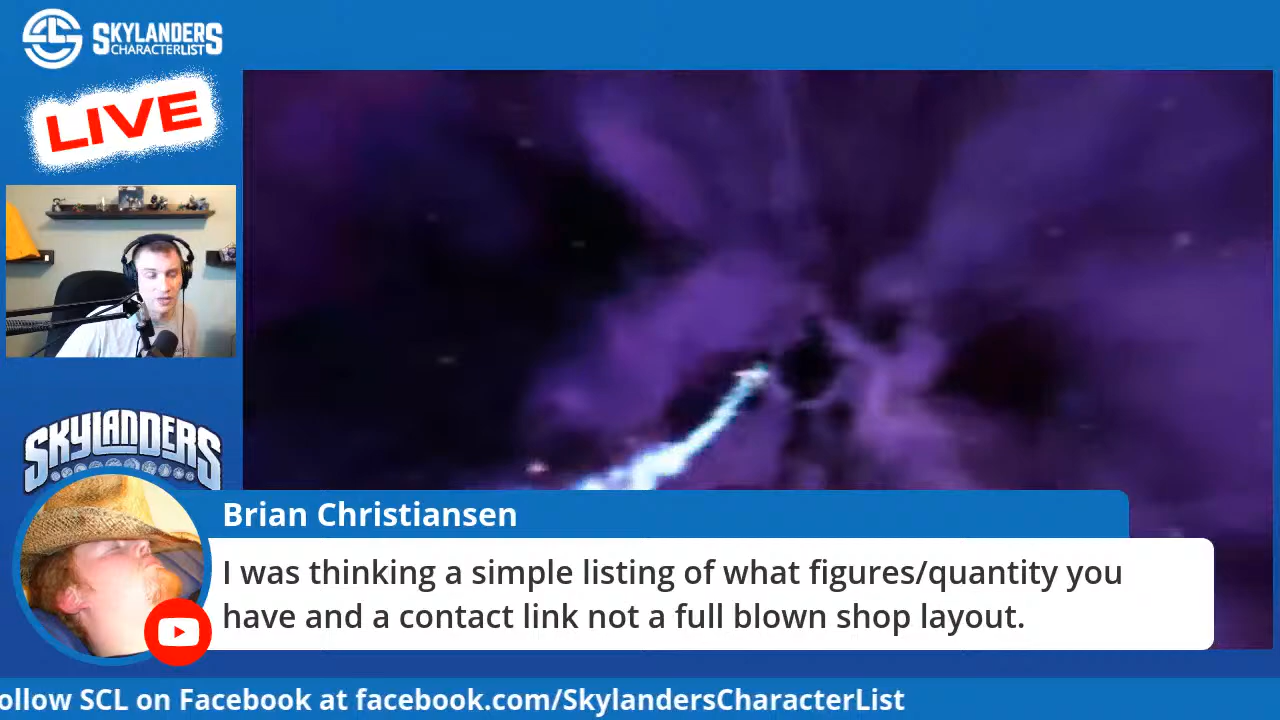 SKYLANDERS
CHARACTERLIST
LIVE
SKYLANDERS
Brian Christiansen
I was thinking a simple listing of what figures/quantity you
have and a contact link not a full blown shop layout.
ollow SCL on Facebook at facebook.com/SkylandersCharacterList